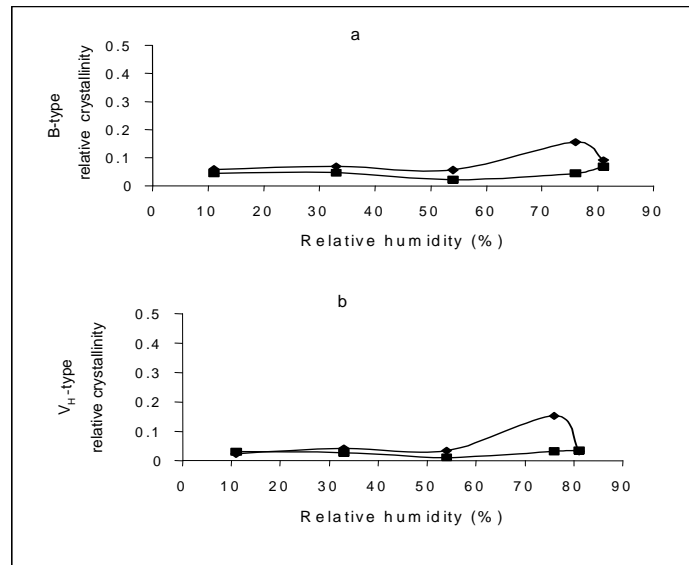 a
0.5
0.4
0.3
0.2
0.1
0
B-type
relative crystallinity
0 10 20 30 40 50 60 70 80 90
Relative humidity (%)
b
0.5
0.4
0.3
0.2
0.1
0
VH-type
relative crystallinity
0 10 20 30 40 50 60 70 80 90
Relative humidity (%)